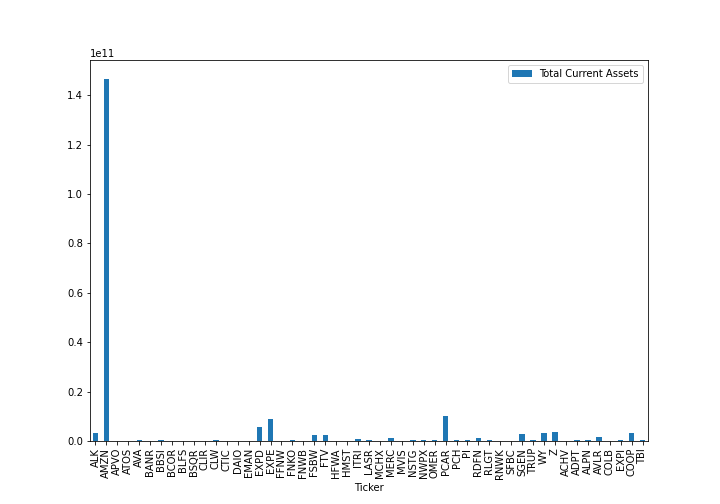 1e11
Total Current Assets
1.4
1.2
1.0
0.8
0.6
0.4
0.2
0.0
ALK
AMZN
APVO
ATOS
AVA
BANR
BBSI
BCOR
BLFS
BSQR
CLIR
CLW
CTIC
DAIO
EMAN
EXPD
EXPE
FFNW
FNKO
FNWB
FSBW
FTV
HFWA
HMST
ITRI
LASR
MCHX
MERC
MVIS
NSTG
NWPX
OMER
PCAR
PCH
PI
RDFN
RLGT
RNWK
SFBC
SGEN
TRUP
WY
Z
ACHV
ADPT
ALPN
AVLR
COLB
EXR
COOP
TBI
Ticker